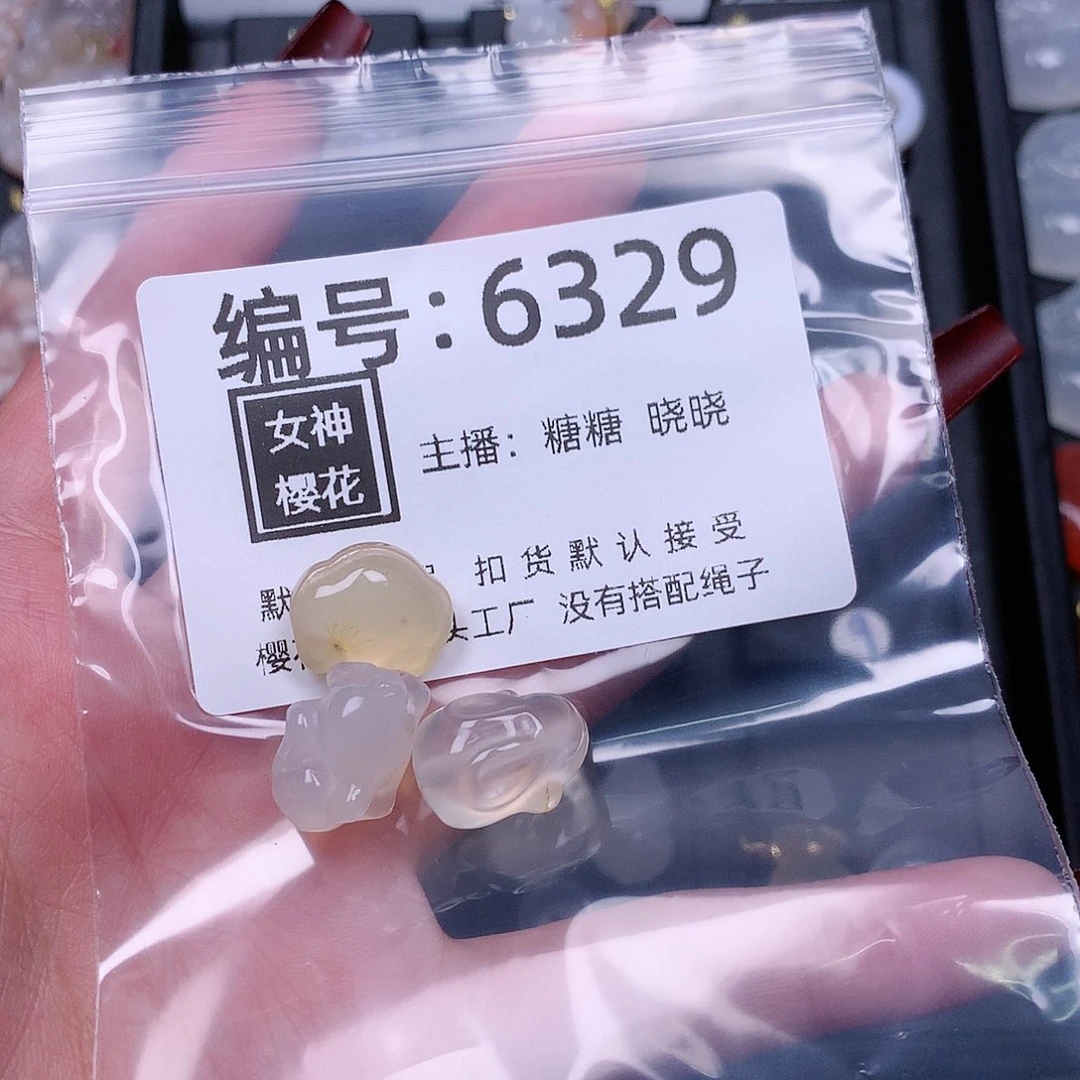 编号：6329
女神
樱花
主播：糖糖 晓晓
默 扣货默认接受
樱 工厂 没有搭配绳子